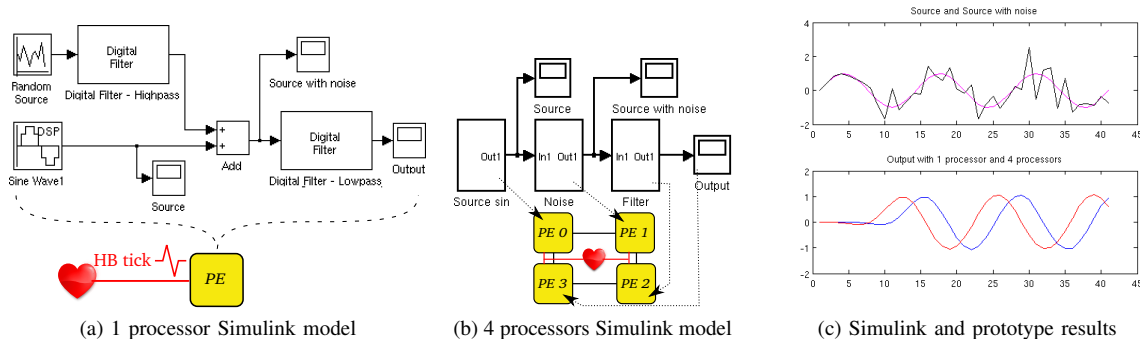 Random
Source
Digital
Filter
Digital Filter - Highpass
Source with noise
DSP
Sine Wave1
Source
+
+
Add
Digital
Filter
Digital Filter - Lowpass
Output
HB tick
PE
(a) 1 processor Simulink model
Source
Source with noise
Out1
In1 Out1
In1 Out1
Source sin
Noise
Filter
Output
PE 0
PE 1
PE 3
PE 2
(b) 4 processors Simulink model
Source and Source with noise
4
2
0
-2
0 5 10 15 20 25 30 35 40 45
Output with 1 processor and 4 processors
2
1
0
-1
-2
0 5 10 15 20 25 30 35 40 45
(c) Simulink and prototype results